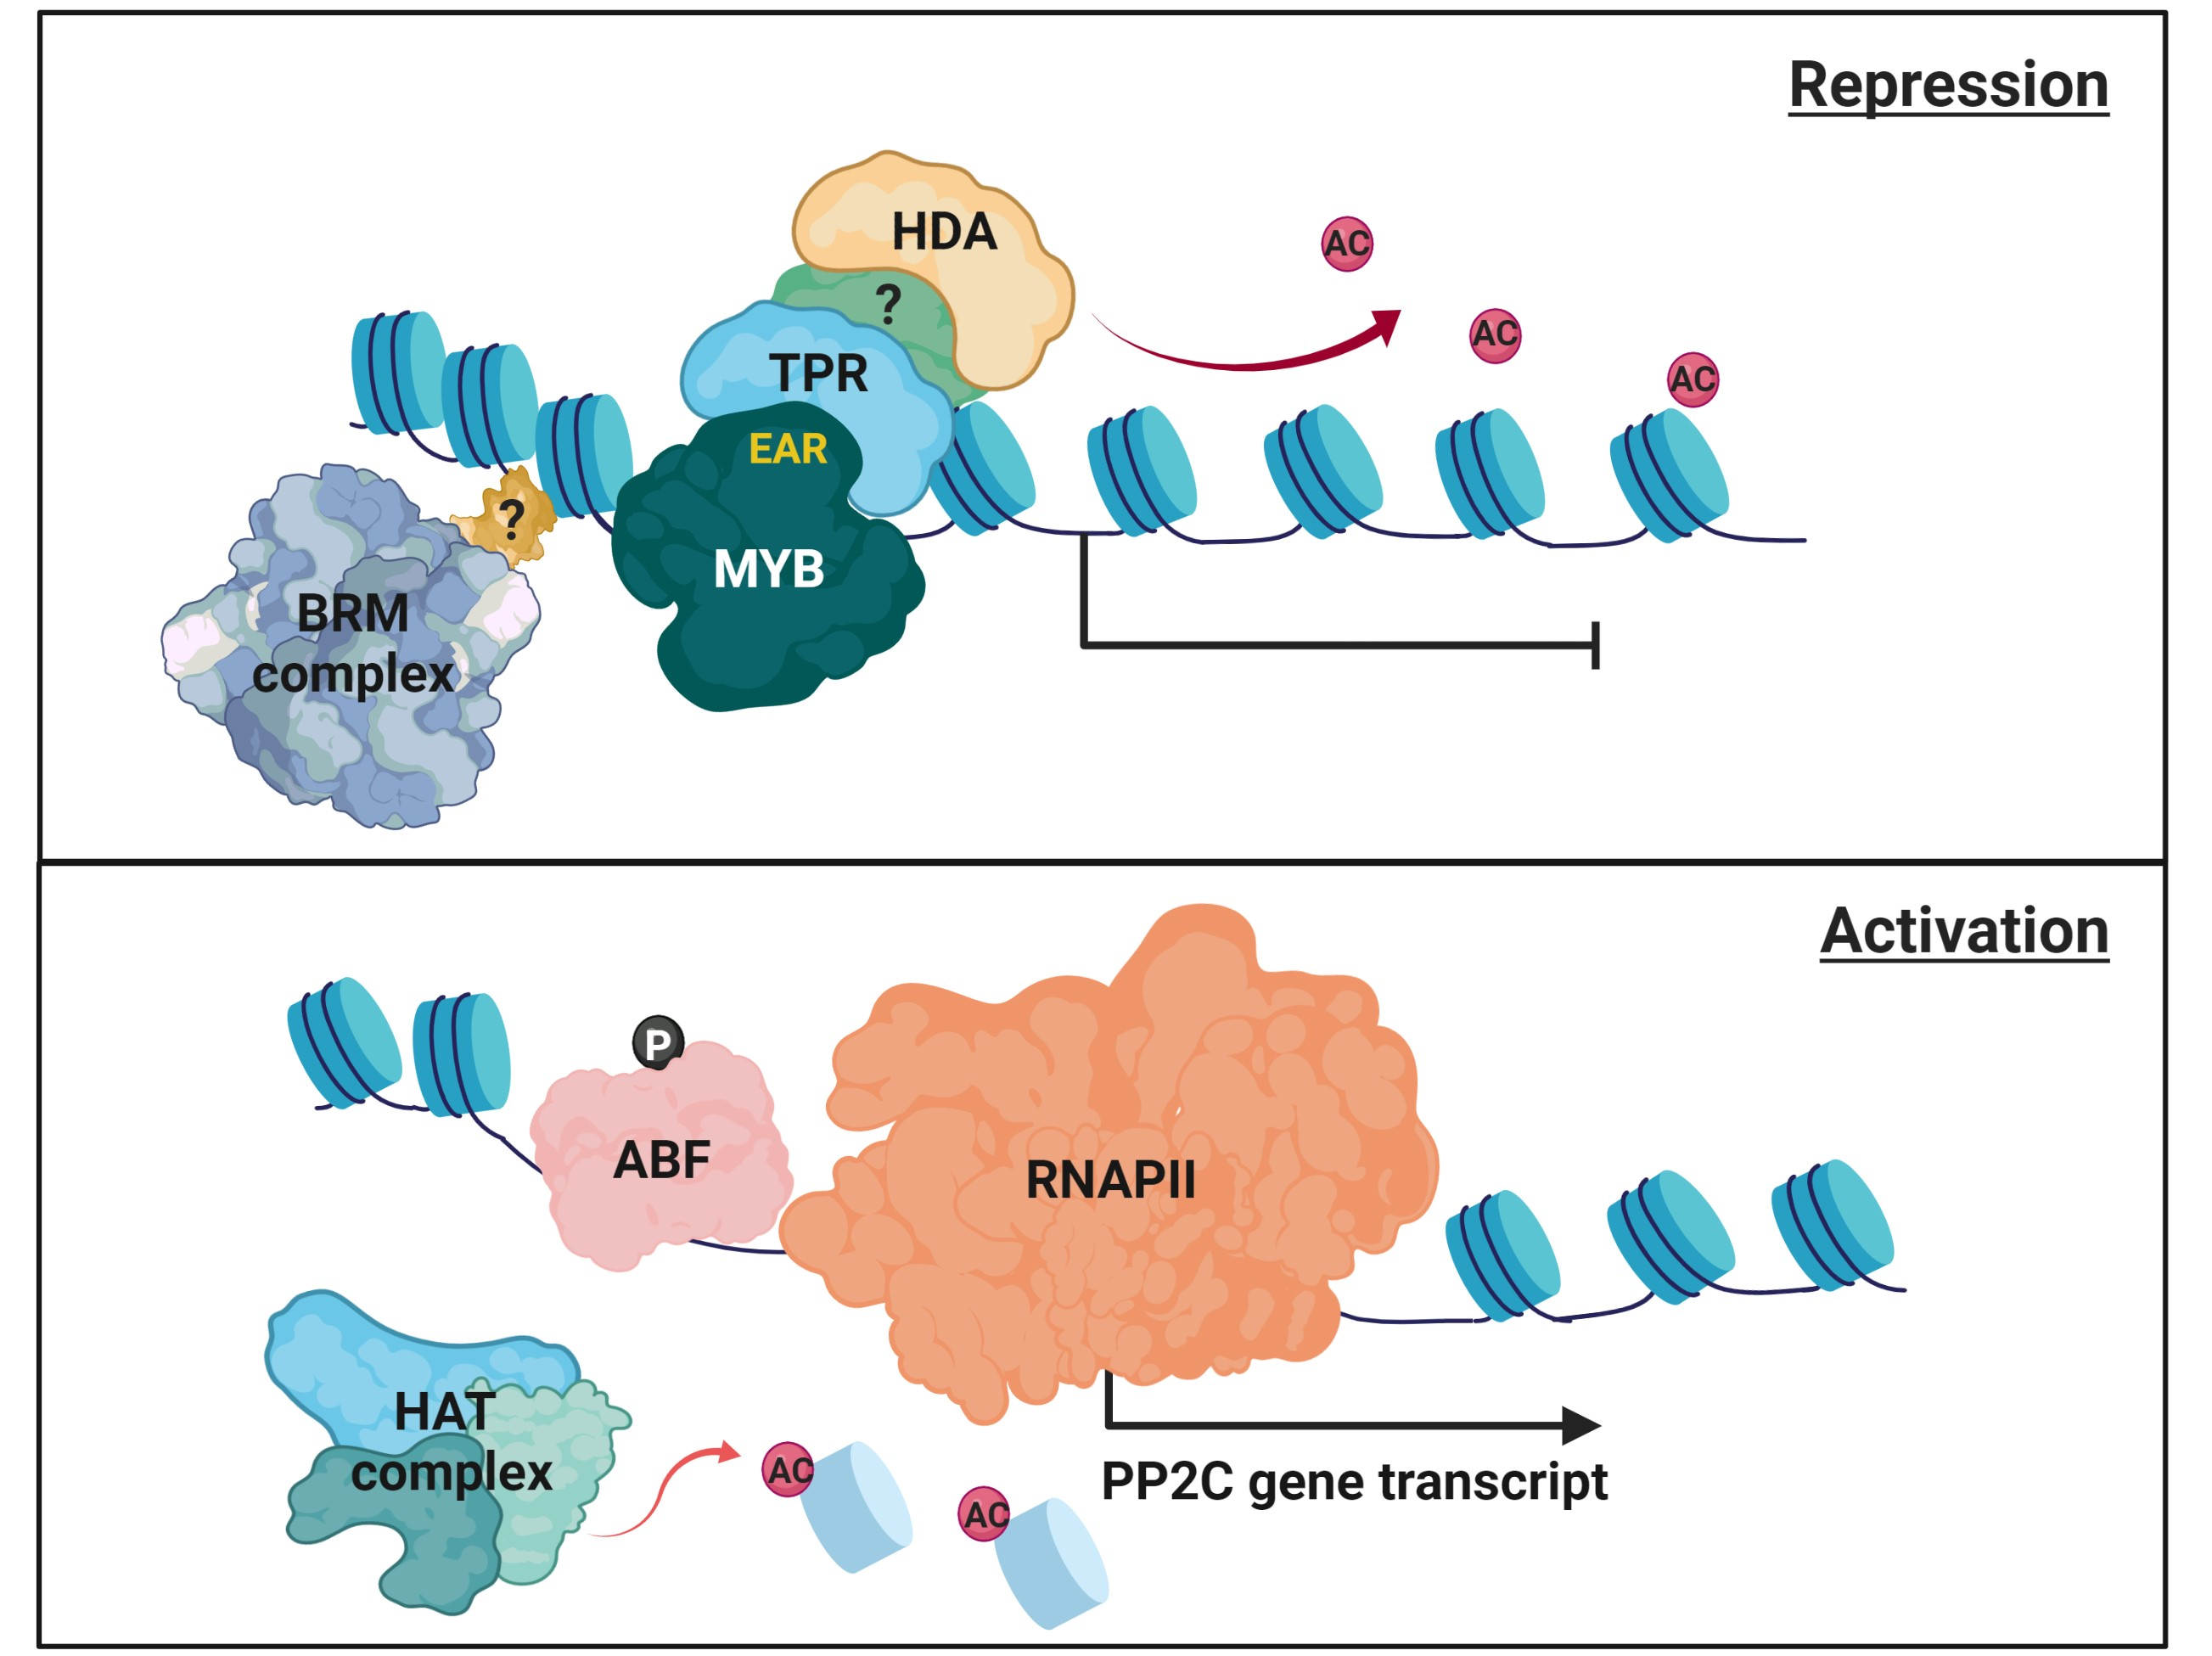 Repression
HDA
?
TPR
EAR
MYB
AC
AC
AC
?
BRM
complex
Activation
P
ABF
RNAPII
HAT
complex
AC
AC
PP2C gene transcript